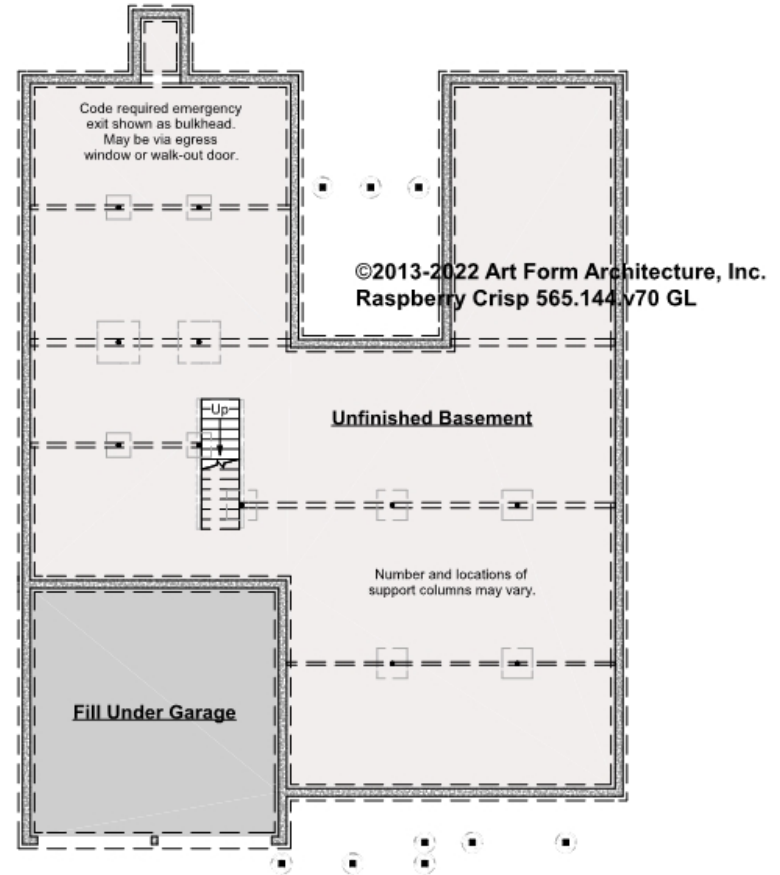 Code required emergency
exit shown as bulkhead.
May be via egress
window or walk-out door.
©2013-2022 Art Form Architecture, Inc.
Raspberry Crisp 565.144.v70 GL
Up
Unfinished Basement
Number and locations of
support columns may vary.
Fill Under Garage